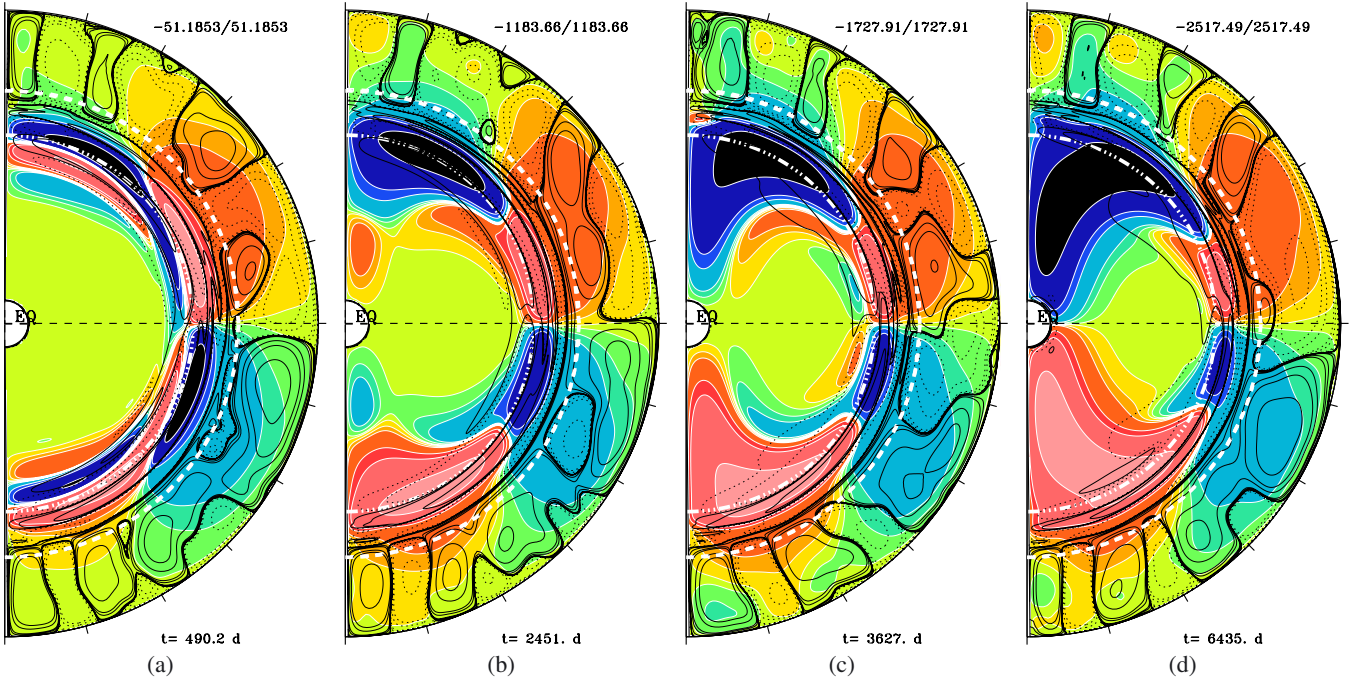 -51.1853/51.1853
-1183.66/1183.66
-1727.91/1727.91
-2517.49/2517.49
EQ
EQ
EQ
EQ
t= 490.2 d
t= 2451. d
t= 3627. d
t= 6435. d
(a)
(b)
(c)
(d)